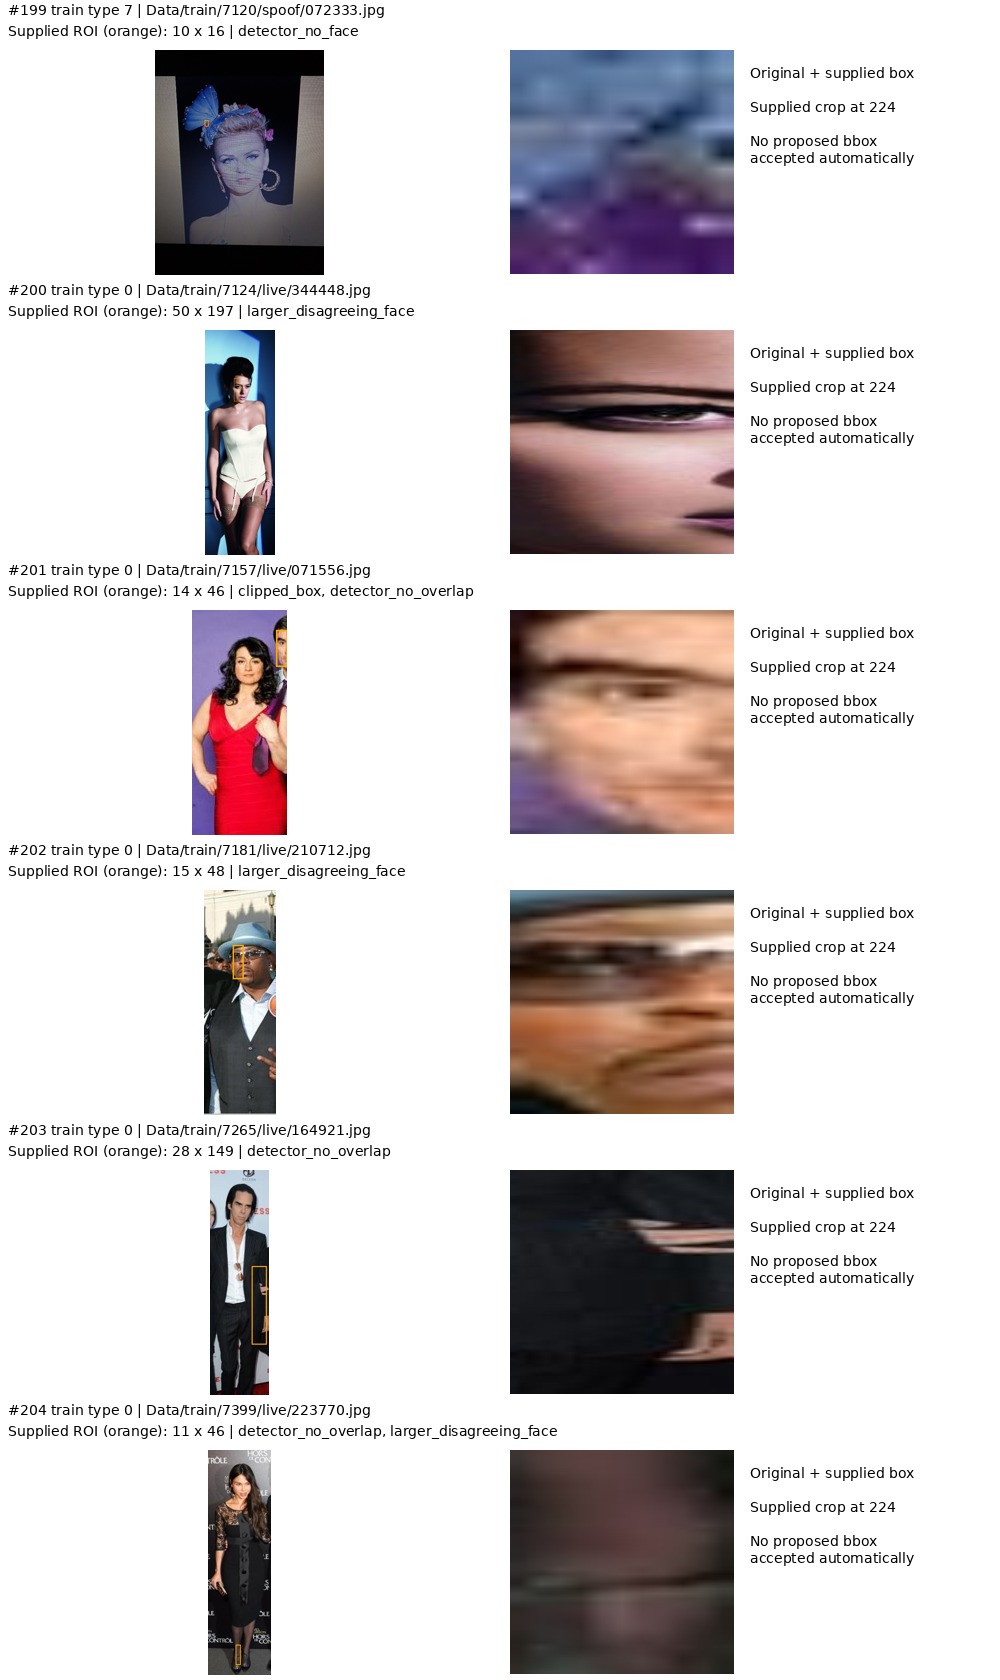 #199 train type 7 | Data/train/7120/spoof/072333.jpg
Supplied ROI (orange): 10 x 16 | detector_no_face
Original + supplied box
Supplied crop at 224
No proposed bbox
accepted automatically
#200 train type 0 | Data/train/7124/live/344448.jpg
Supplied ROI (orange): 50 x 197 | larger_disagreeing_face
Original + supplied box
Supplied crop at 224
No proposed bbox
accepted automatically
#201 train type 0 | Data/train/7157/live/071556.jpg
Supplied ROI (orange): 14 x 46 | clipped_box, detector_no_overlap
Original + supplied box
Supplied crop at 224
No proposed bbox
accepted automatically
#202 train type 0 | Data/train/7181/live/210712.jpg
Supplied ROI (orange): 15 x 48 | larger_disagreeing_face
Original + supplied box
Supplied crop at 224
No proposed bbox
accepted automatically
#203 train type 0 | Data/train/7265/live/164921.jpg
Supplied ROI (orange): 28 x 149 | detector_no_overlap
ESS
Original + supplied box
Supplied crop at 224
No proposed bbox
accepted automatically
#204 train type 0 | Data/train/7399/live/223770.jpg
Supplied ROI (orange): 11 x 46 | detector_no_overlap, larger_disagreeing_face
TRÔLE
CON
HORS
CONTRÔL
Original + supplied box
Supplied crop at 224
No proposed bbox
accepted automatically